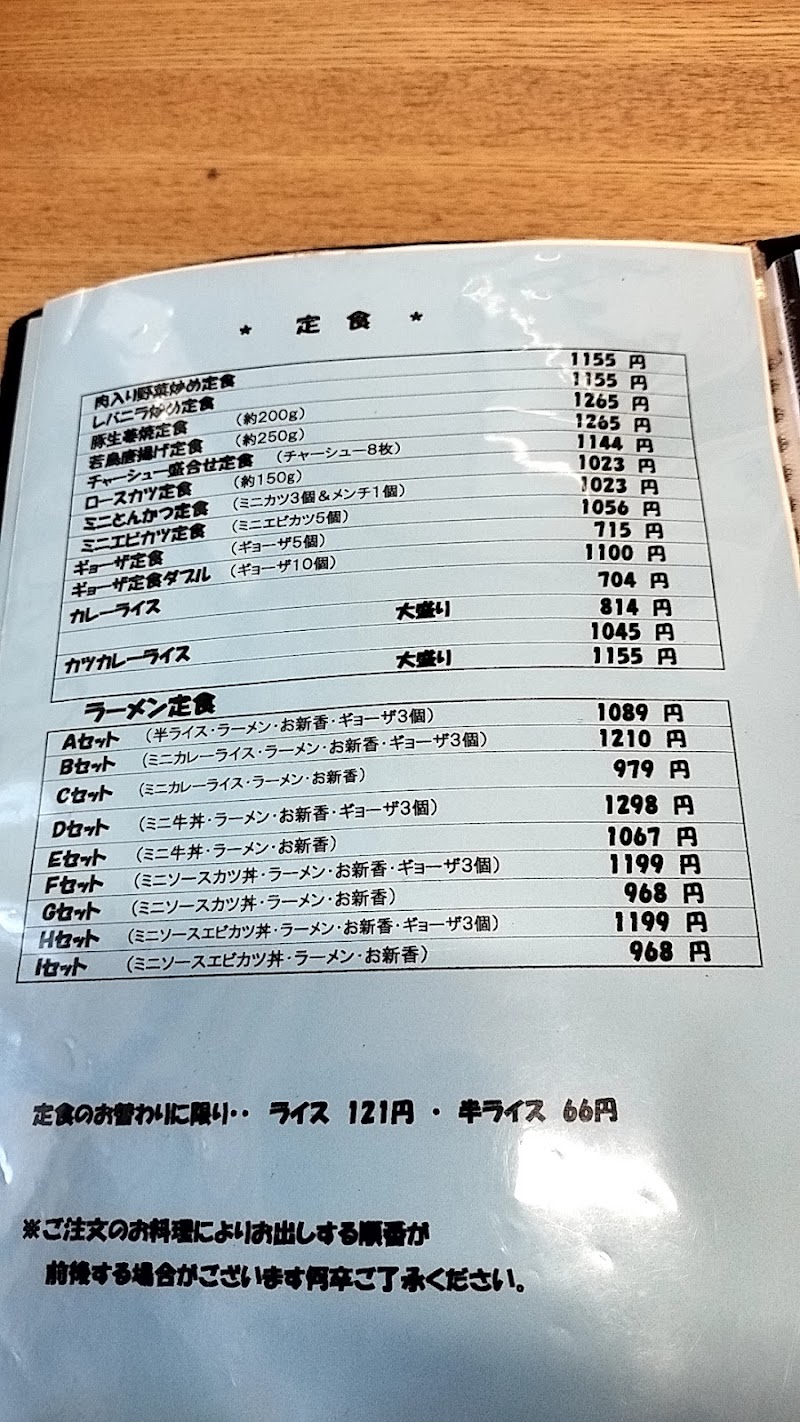 * 定 食 *
肉入り野菜炒め定食 1155 円
レバニラ炒め定食 1155 円
豚生姜焼定食 (約200g) 1265 円
若鳥唐揚げ定食 (約250g) 1265 円
チャーシュー盛合せ定食 (チャーシュー8枚) 1144 円
ロースカツ定食 (約150g) 1023 円
ミニとんかつ定食 (ミニカツ3個&メンチ1個) 1023 円
ミニエビカツ定食 (ミニエビカツ5個) 1056 円
ギョーザ定食 (ギョーザ5個) 715 円
ギョーザ定食ダブル (ギョーザ10個) 1100 円
カレーライス 704 円
大盛り 814 円
カツカレーライス 1045 円
大盛り 1155 円
ラーメン定食
Aセット (半ライス・ラーメン・お新香・ギョーザ3個) 1089 円
Bセット (ミニカレーライス・ラーメン・お新香・ギョーザ3個) 1210 円
Cセット (ミニカレーライス・ラーメン・お新香) 979 円
Dセット (ミニ牛丼・ラーメン・お新香・ギョーザ3個) 1298 円
Eセット (ミニ牛丼・ラーメン・お新香) 1067 円
Fセット (ミニソースカツ丼・ラーメン・お新香・ギョーザ3個) 1199 円
Gセット (ミニソースカツ丼・ラーメン・お新香) 968 円
Hセット (ミニソースエビカツ丼・ラーメン・お新香・ギョーザ3個) 1199 円
Iセット (ミニソースエビカツ丼・ラーメン・お新香) 968 円
定食のお替わりに限り・・ ライス 121円 ・ 半ライス 66円
※ご注文のお料理によりお出しする順番が
前後する場合がございます何卒ご了承ください。